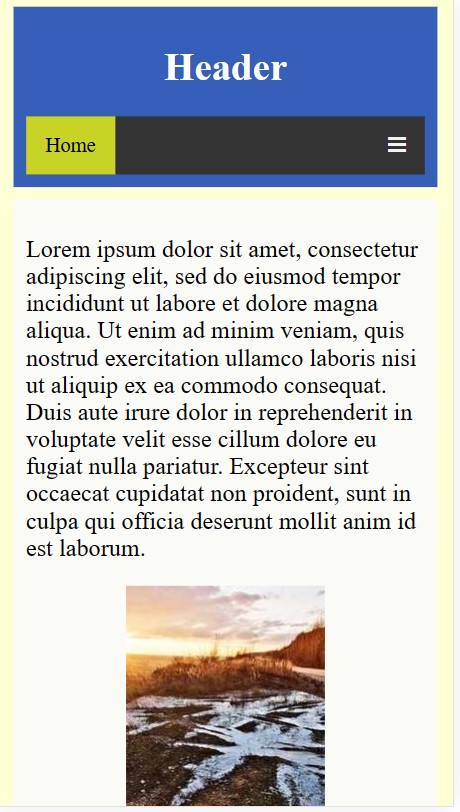 Header
Home
Lorem ipsum dolor sit amet, consectetur
adipiscing elit, sed do eiusmod tempor
incididunt ut labore et dolore magna
aliqua. Ut enim ad minim veniam, quis
nostrud exercitation ullamco laboris nisi
ut aliquip ex ea commodo consequat.
Duis aute irure dolor in reprehenderit in
voluptate velit esse cillum dolore eu
fugiat nulla pariatur. Excepteur sint
occaecat cupidatat non proident, sunt in
culpa qui officia deserunt mollit anim id
est laborum.